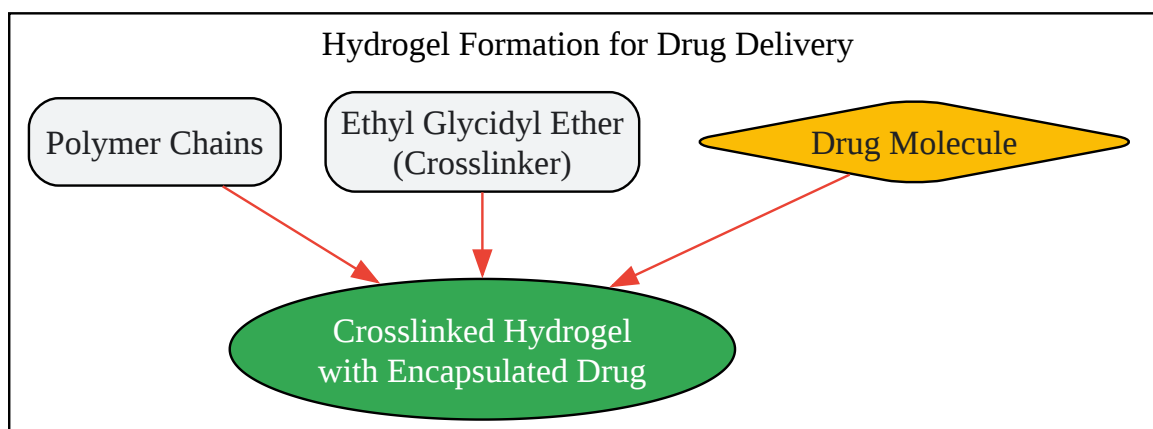 Hydrogel Formation for Drug Delivery
Polymer Chains
Ethyl Glycidyl Ether
(Crosslinker)
Drug Molecule
Crosslinked Hydrogel
with Encapsulated Drug